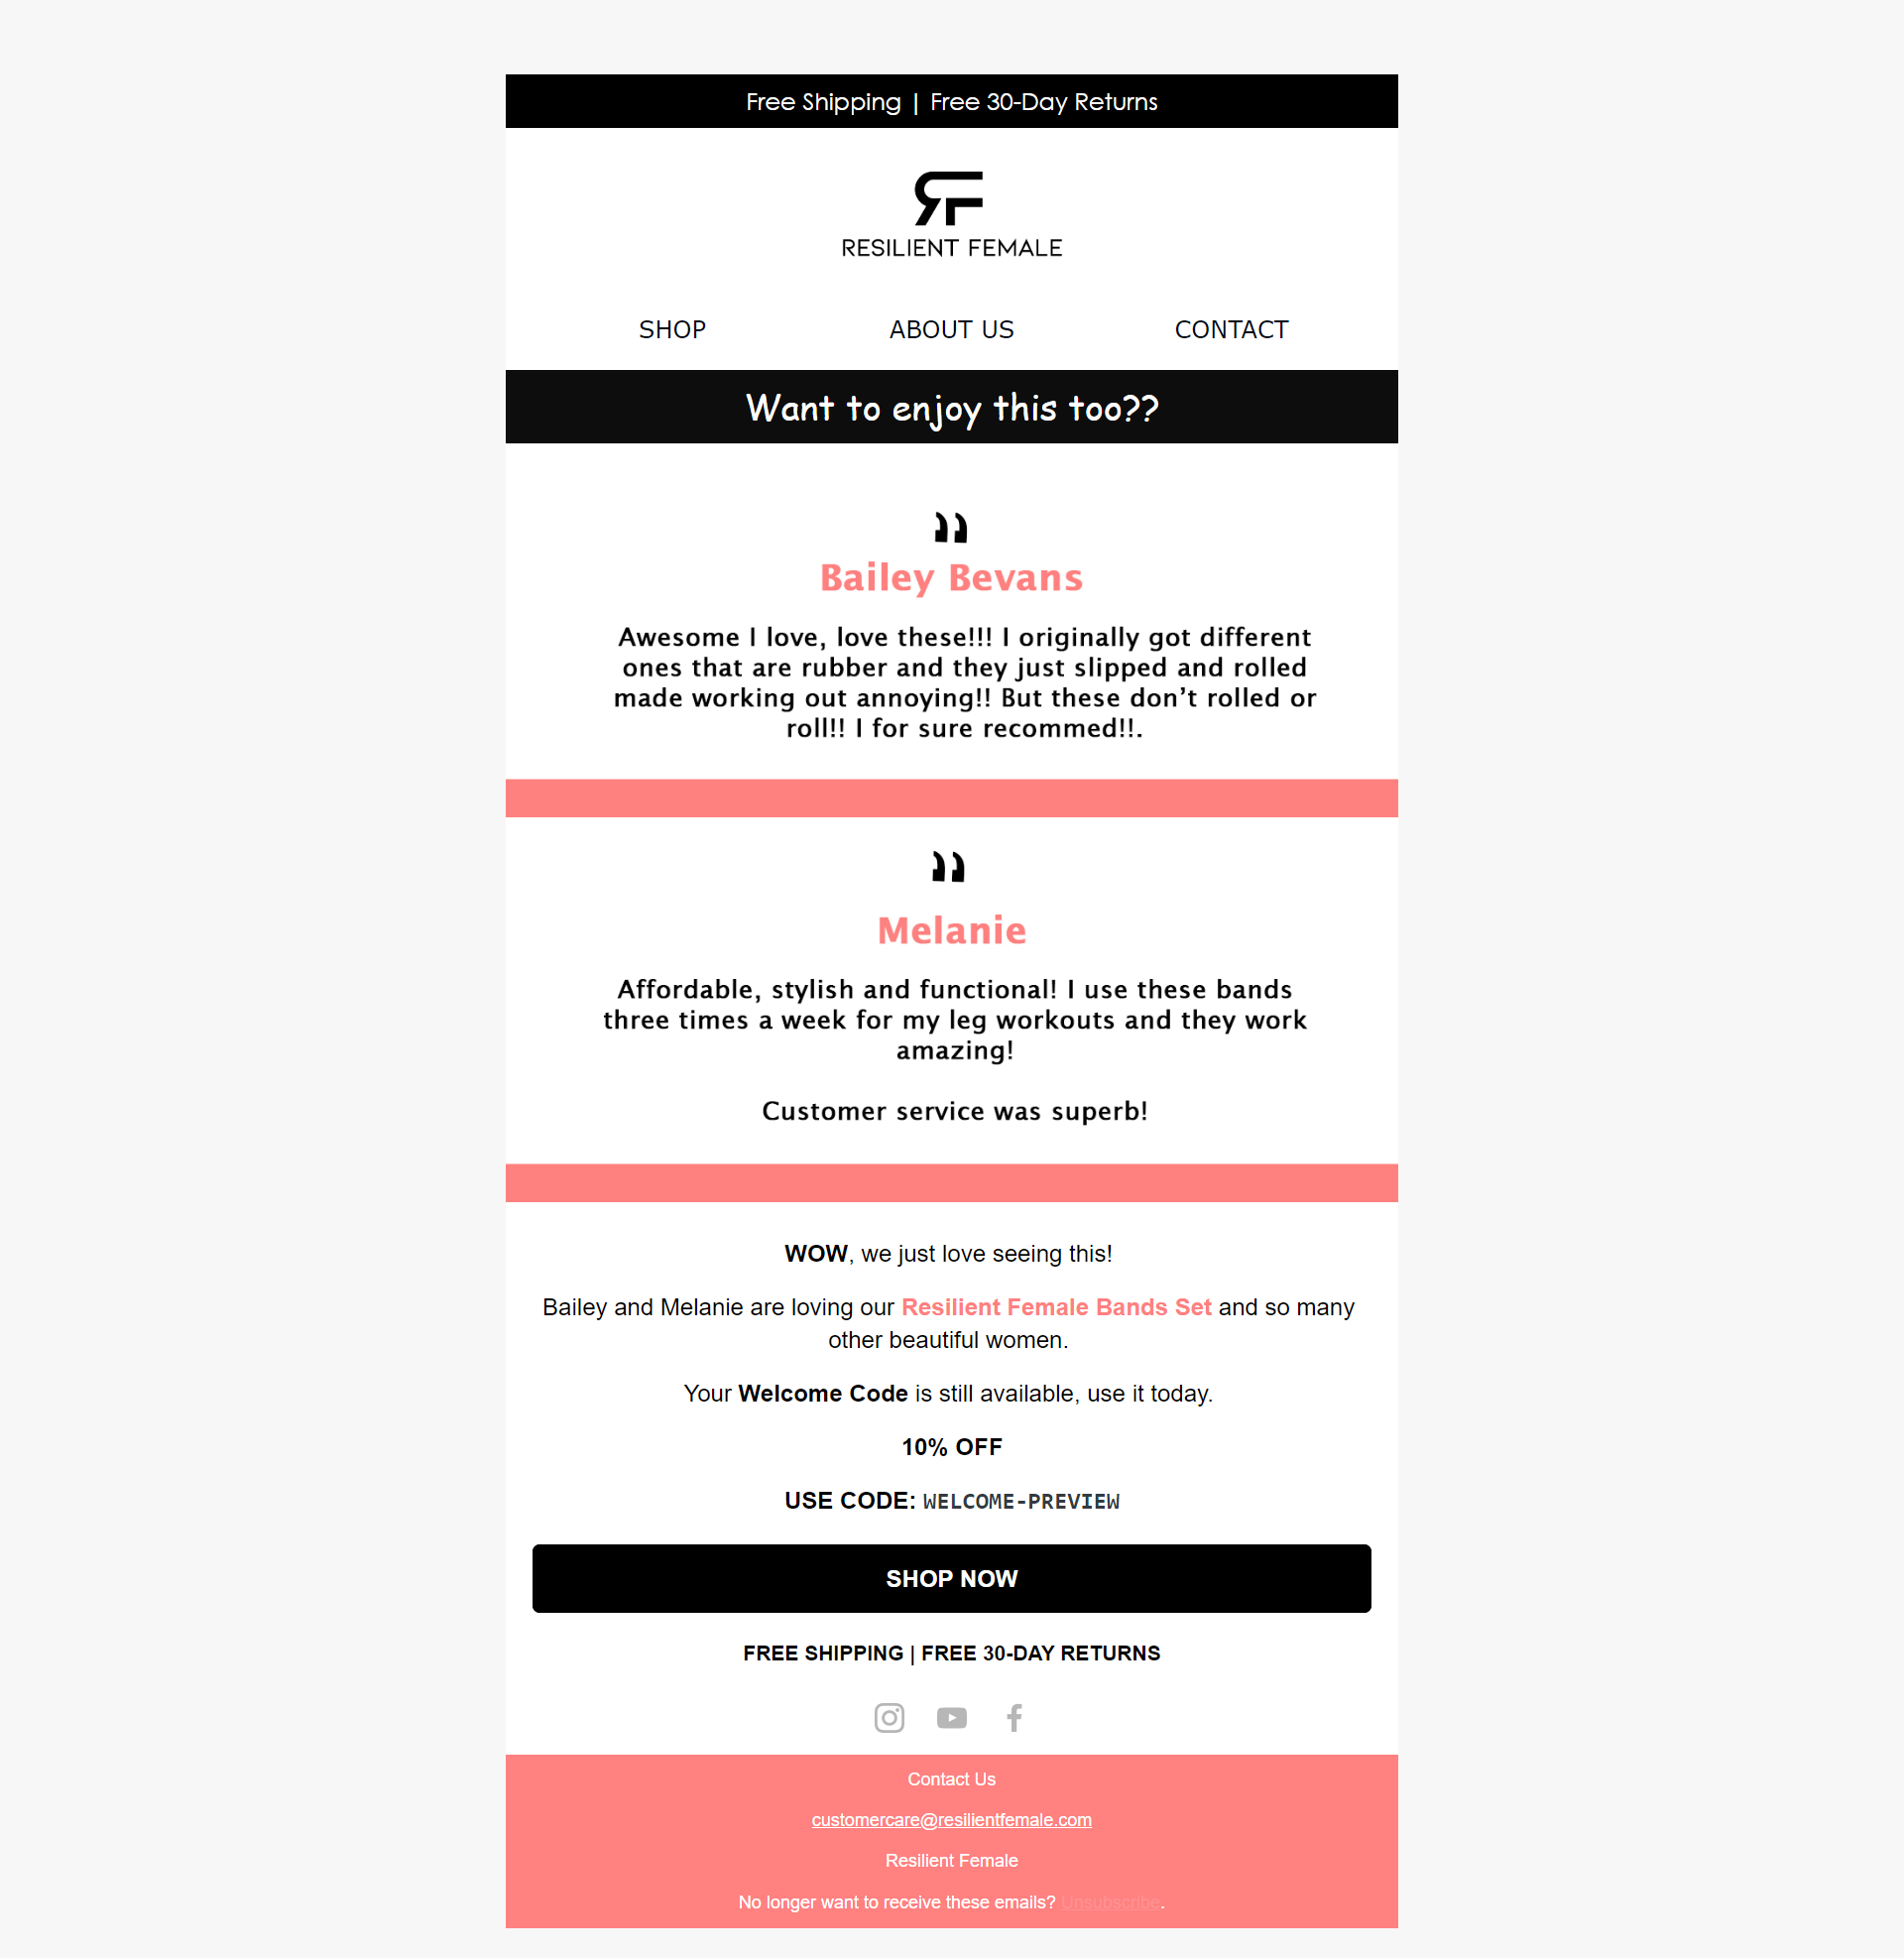 Free Shipping | Free 30-Day Returns
RF
RESILIENT FEMALE
SHOP ABOUT US CONTACT
Want to enjoy this too??
"
Bailey Bevans
Awesome I love, love these!!! I originally got different
ones that are rubber and they just slipped and rolled
made working out annoying!! But these don’t rolled or
roll!! I for sure recommed!!.
"
Melanie
Affordable, stylish and functional! I use these bands
three times a week for my leg workouts and they work
amazing!
Customer service was superb!
WOW, we just love seeing this!
Bailey and Melanie are loving our Resilient Female Bands Set and so many
other beautiful women.
Your Welcome Code is still available, use it today.
10% OFF
USE CODE: WELCOME-PREVIEW
SHOP NOW
FREE SHIPPING | FREE 30-DAY RETURNS
Contact Us
customercare@resilientfemale.com
Resilient Female
No longer want to receive these emails? Unsubscribe.